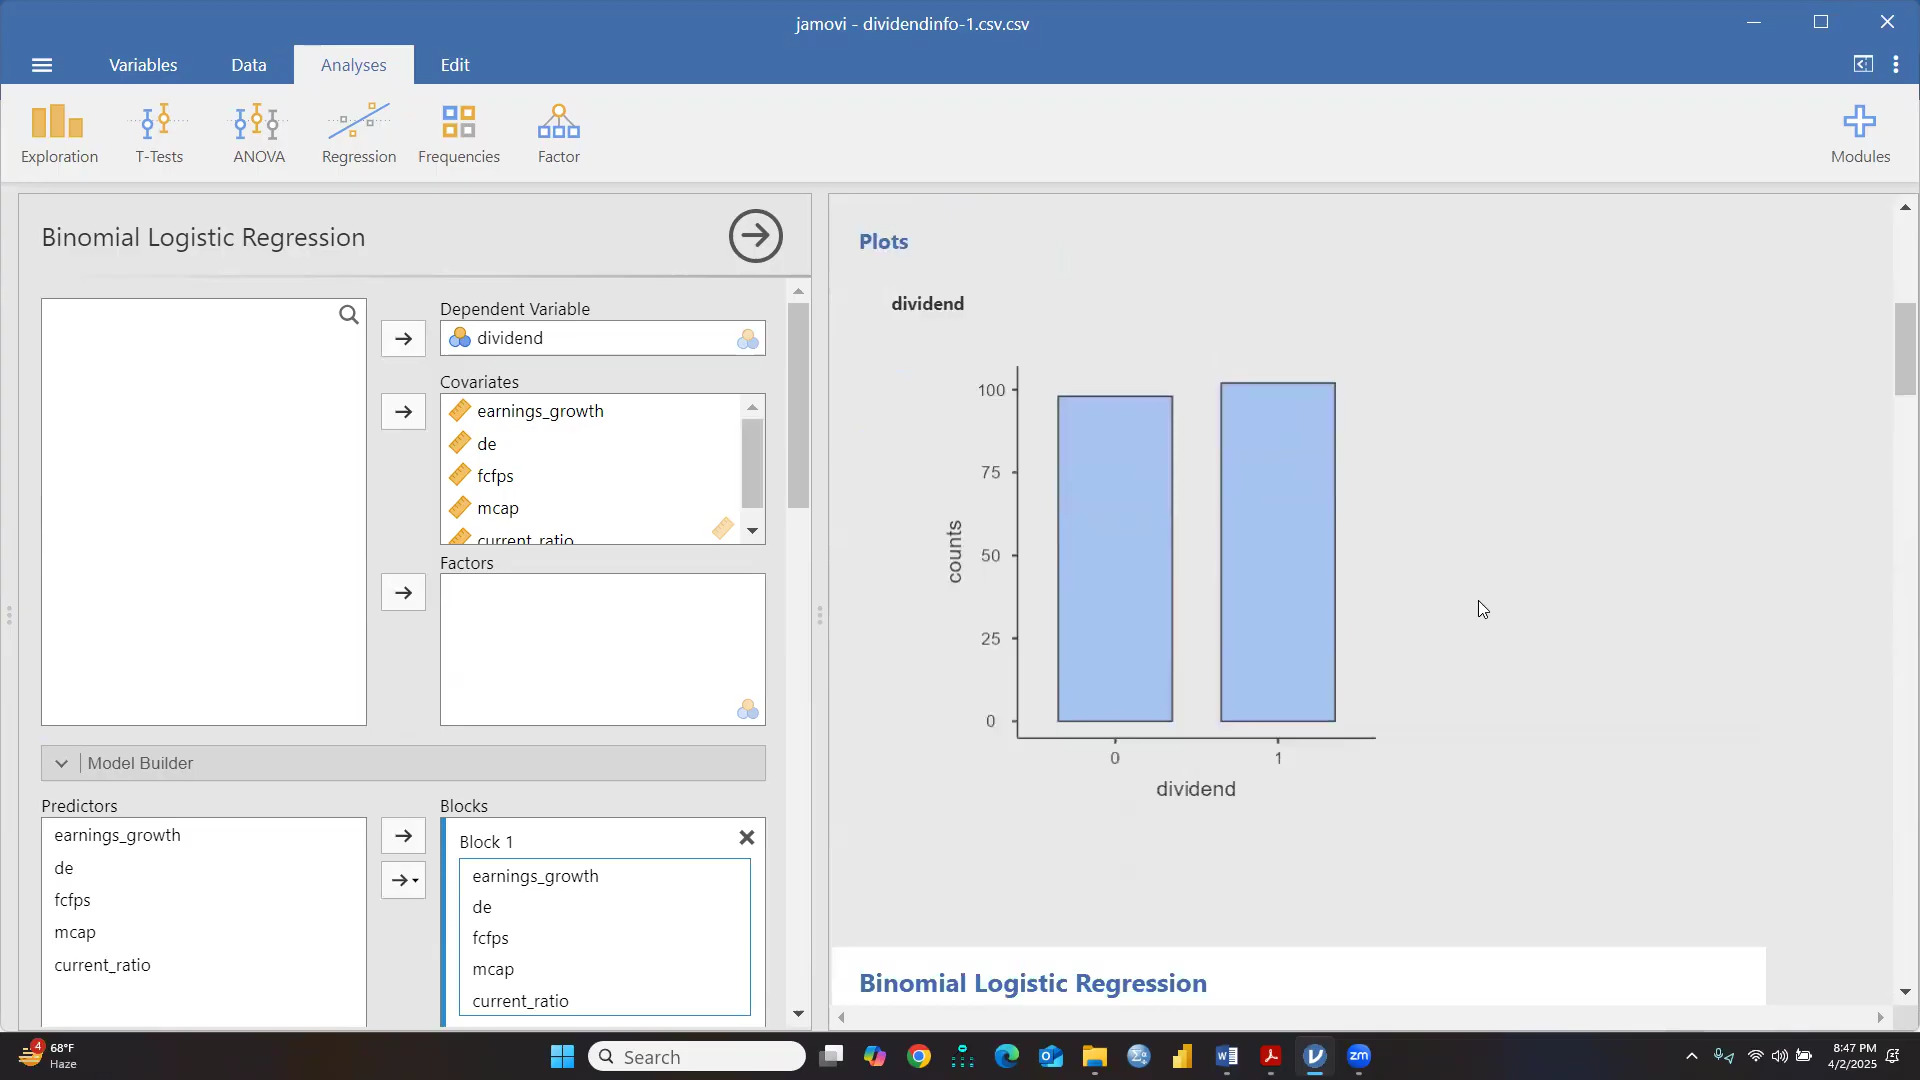 jamovi - dividendinfo-1.csv.csv
Variables
Data
Analyses
Edit
Exploration
T-Tests
ANOVA
Regression
Frequencies
Factor
Modules
Binomial Logistic Regression
Dependent Variable
dividend
Covariates
earnings_growth
de
fcfps
mcap
current_ratio
Factors
Model Builder
Predictors
earnings_growth
de
fcfps
mcap
current_ratio
Blocks
Block 1
earnings_growth
de
fcfps
mcap
current_ratio
Plots
dividend
100
75
50
25
0
counts
0
1
dividend
Binomial Logistic Regression
4
68°F
Haze
Search
zm
8:47 PM
4/2/2025